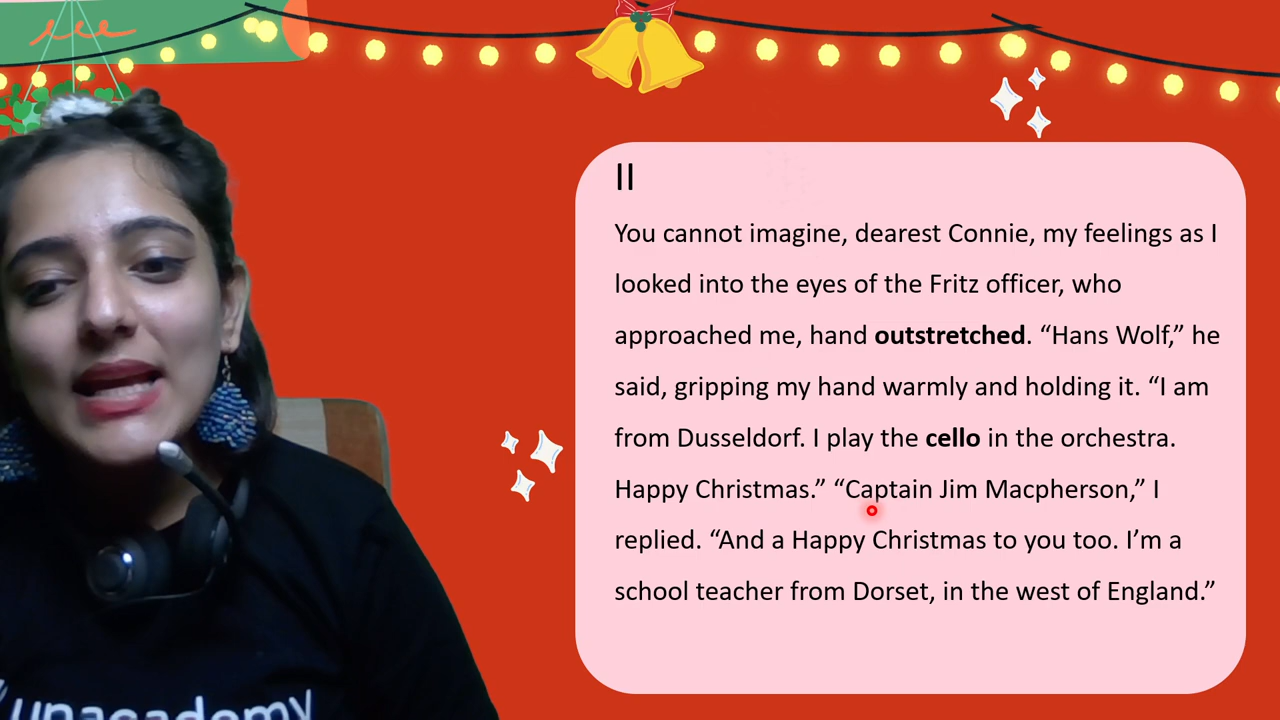 II
You cannot imagine, dearest Connie, my feelings as I
looked into the eyes of the Fritz officer, who
approached me, hand outstretched. “Hans Wolf,” he
said, gripping my hand warmly and holding it. “I am
from Dusseldorf. I play the cello in the orchestra.
Happy Christmas.” “Captain Jim Macpherson,” I
replied. “And a Happy Christmas to you too. I’m a
school teacher from Dorset, in the west of England.”
unacademy